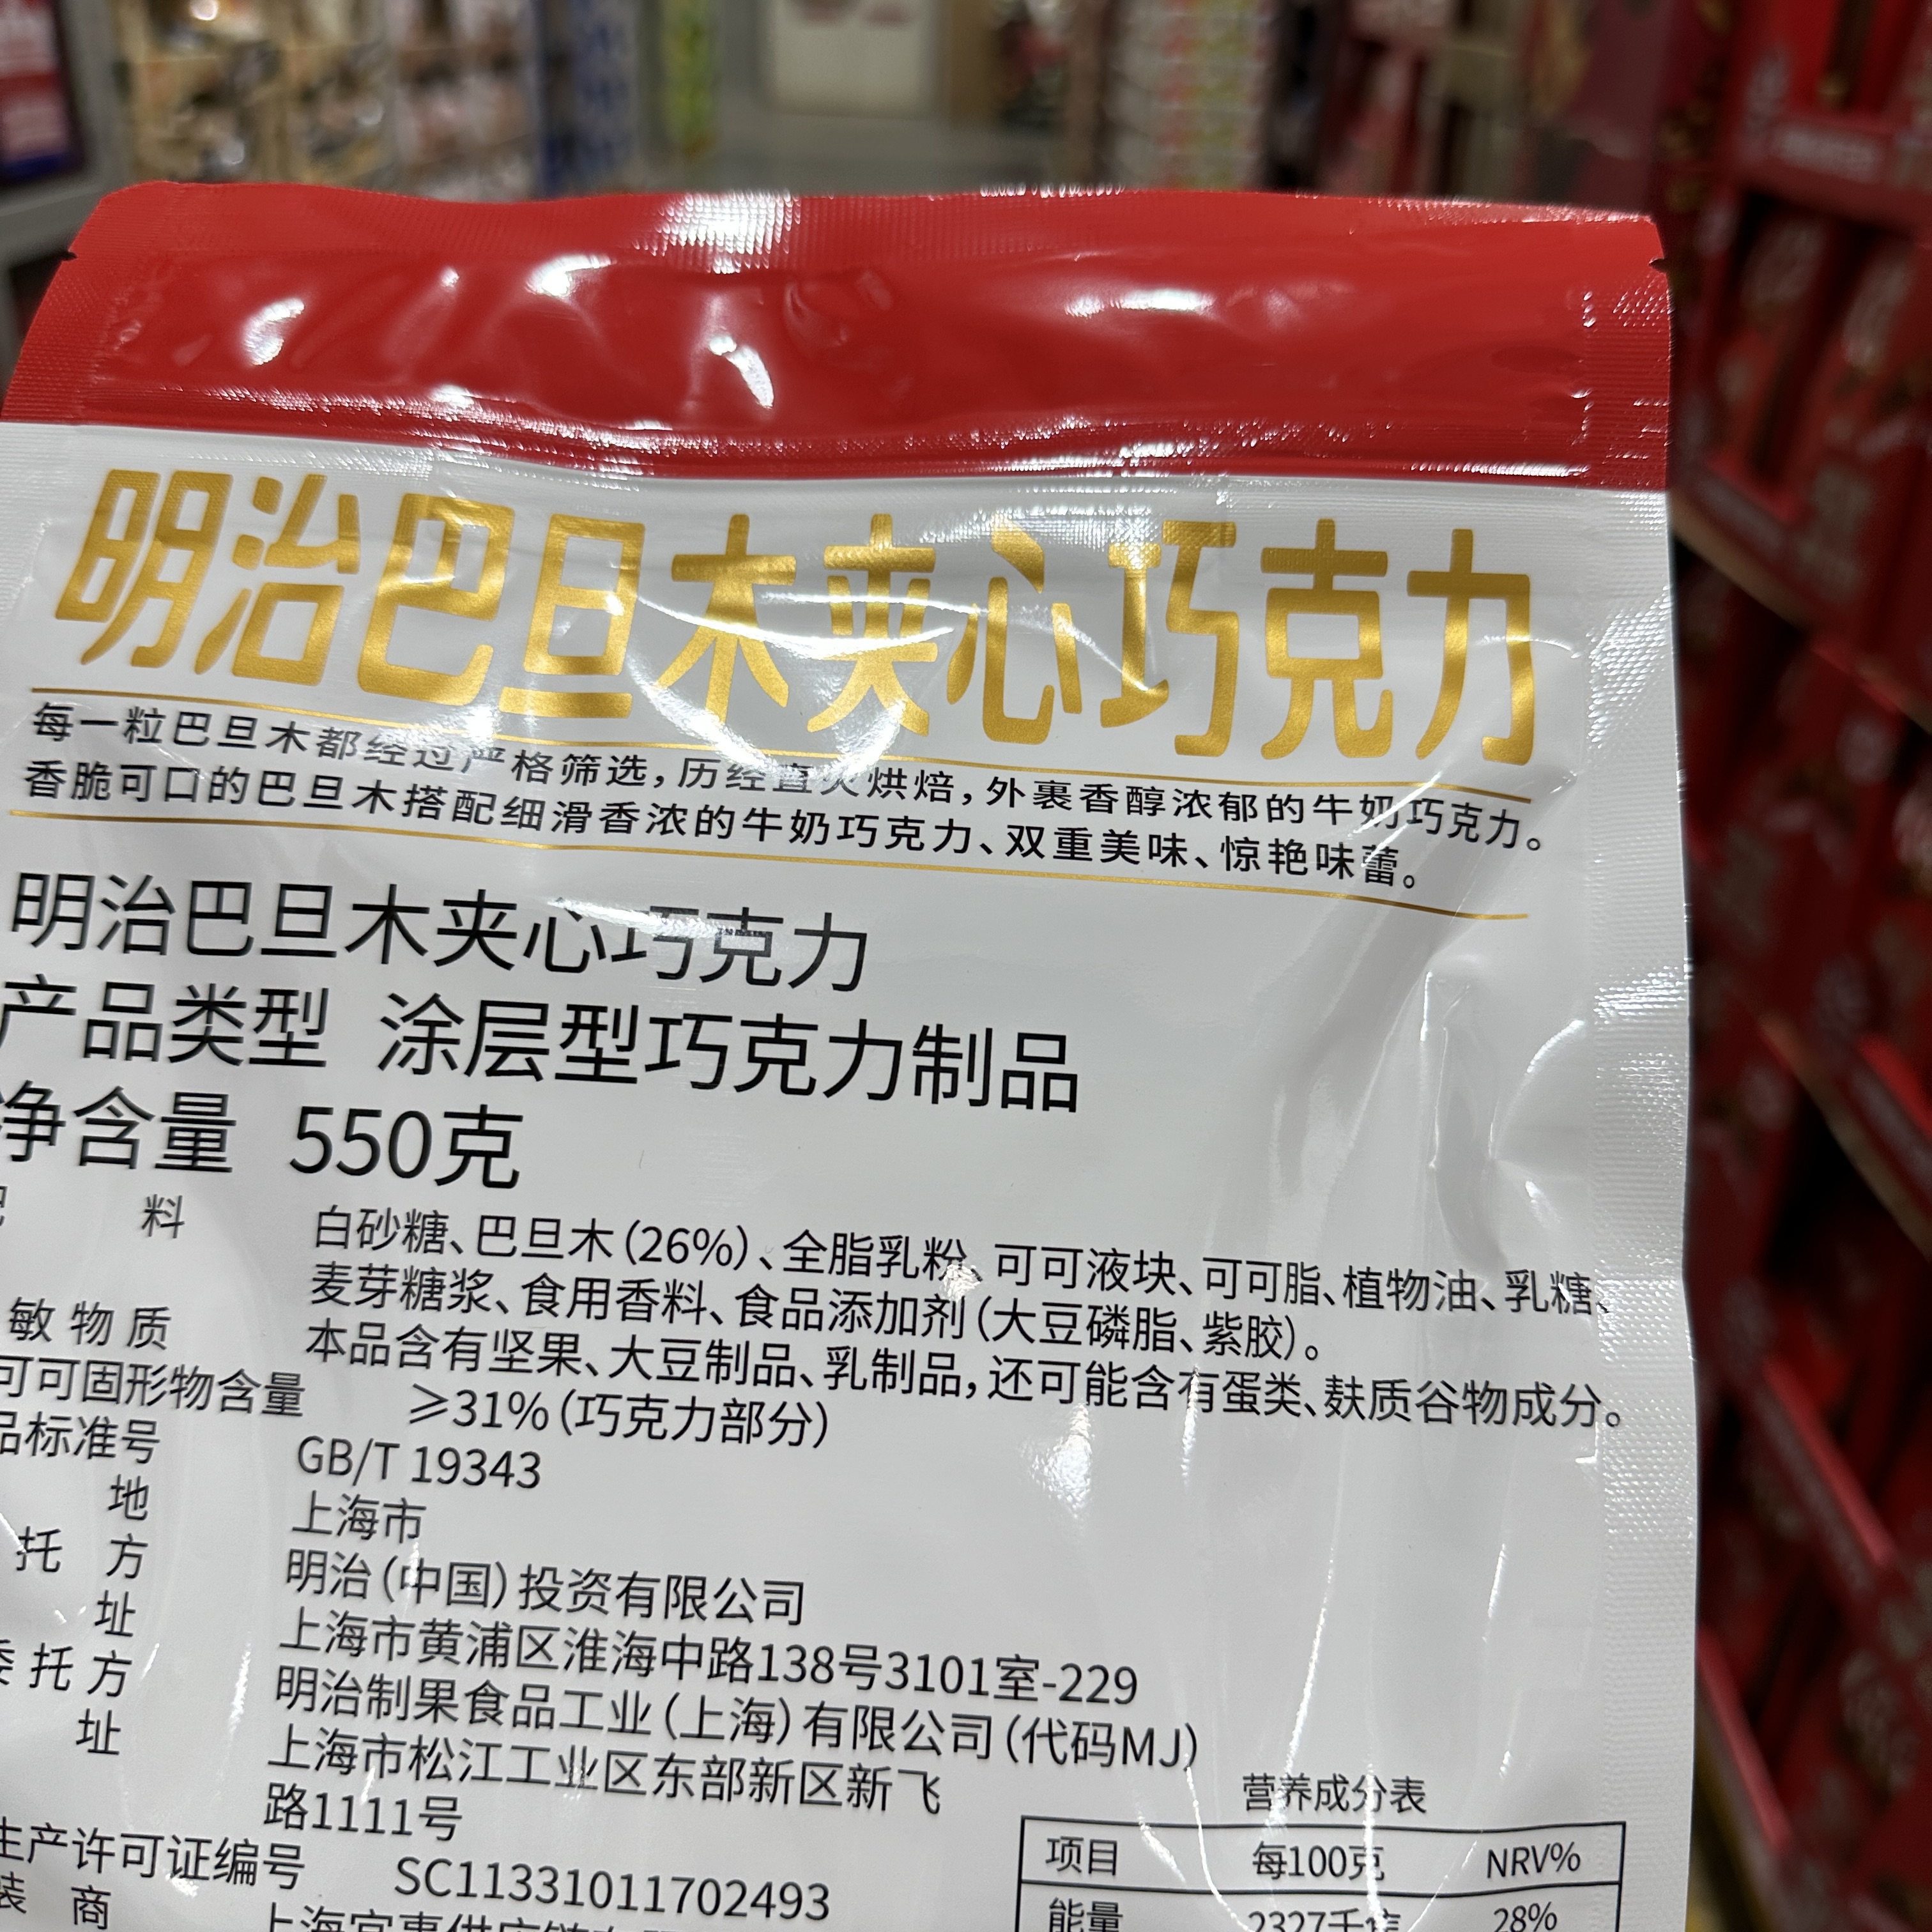 明治巴旦木夹心巧克力
每一粒巴旦木都经过严格筛选，历经直火烘焙，外裹香醇浓郁的牛奶巧克力。
香脆可口的巴旦木搭配细滑香浓的牛奶巧克力、双重美味、惊艳味蕾。
明治巴旦木夹心巧克力
产品类型 涂层型巧克力制品
净含量 550克
料 白砂糖、巴旦木（26%）、全脂乳粉、可可液块、可可脂、植物油、乳糖、
麦芽糖浆、食用香料、食品添加剂（大豆磷脂、紫胶）。
敏物质 本品含有坚果、大豆制品、乳制品，还可能含有蛋类、麸质谷物成分。
可可固形物含量 ≥31%（巧克力部分）
品标准号 GB/T 19343
地 上海市
托方 明治（中国）投资有限公司
址 上海市黄浦区淮海中路138号3101室-229
委托方 明治制果食品工业（上海）有限公司（代码MJ）
址 上海市松江工业区东部新区新飞
路1111号
生产许可证编号 SC11331011702493
装商
营养成分表
项目 每100克 NRV%
能量 2327千焦 28%